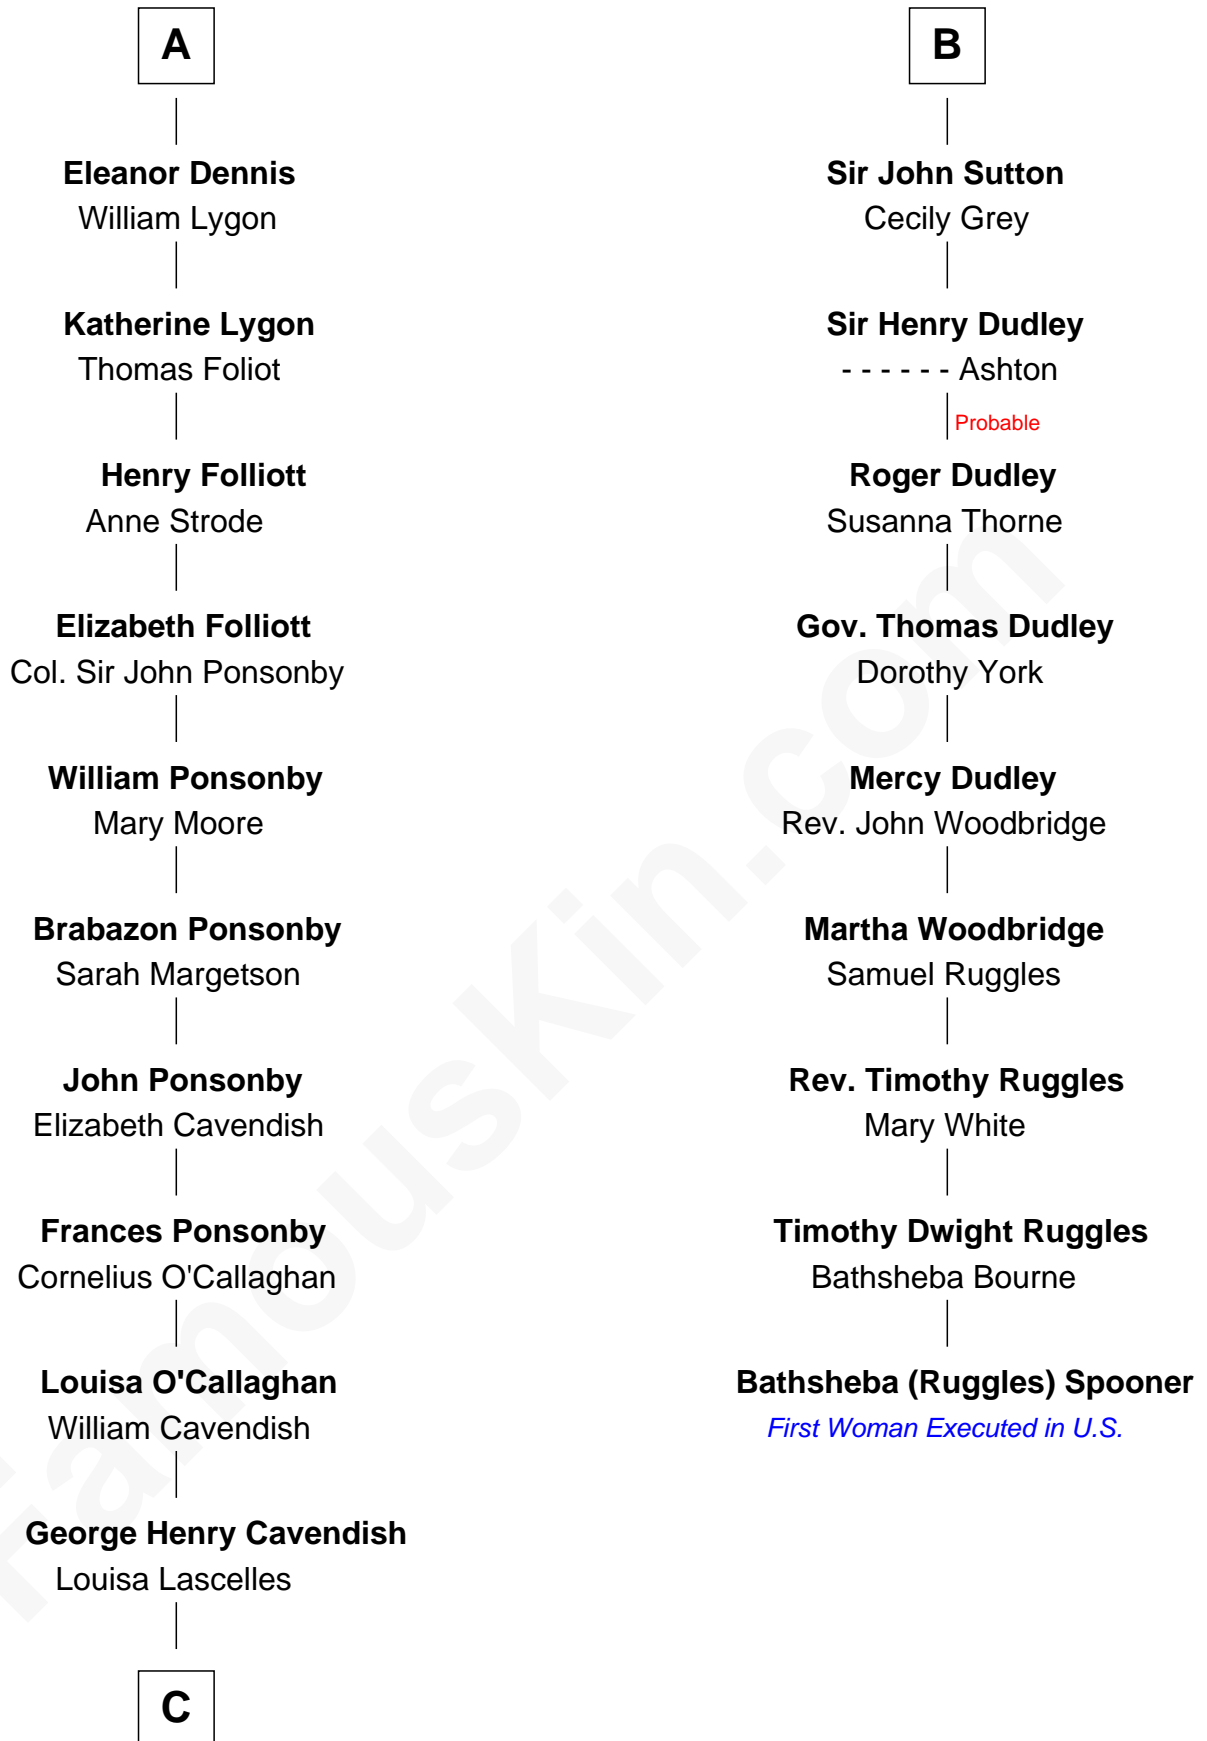 A
Eleanor Dennis
William Lygon
Katherine Lygon
Thomas Foliot
Henry Folliott
Anne Strode
Elizabeth Folliott
Col. Sir John Ponsonby
William Ponsonby
Mary Moore
Brabazon Ponsonby
Sarah Margetson
John Ponsonby
Elizabeth Cavendish
Frances Ponsonby
Cornelius O'Callaghan
Louisa O'Callaghan
William Cavendish
George Henry Cavendish
Louisa Lascelles
C
B
Sir John Sutton
Cecily Grey
Sir Henry Dudley
- - - - - - Ashton
Probable
Roger Dudley
Susanna Thorne
Gov. Thomas Dudley
Dorothy York
Mercy Dudley
Rev. John Woodbridge
Martha Woodbridge
Samuel Ruggles
Rev. Timothy Ruggles
Mary White
Timothy Dwight Ruggles
Bathsheba Bourne
Bathsheba (Ruggles) Spooner
First Woman Executed in U.S.
FamousKin.com